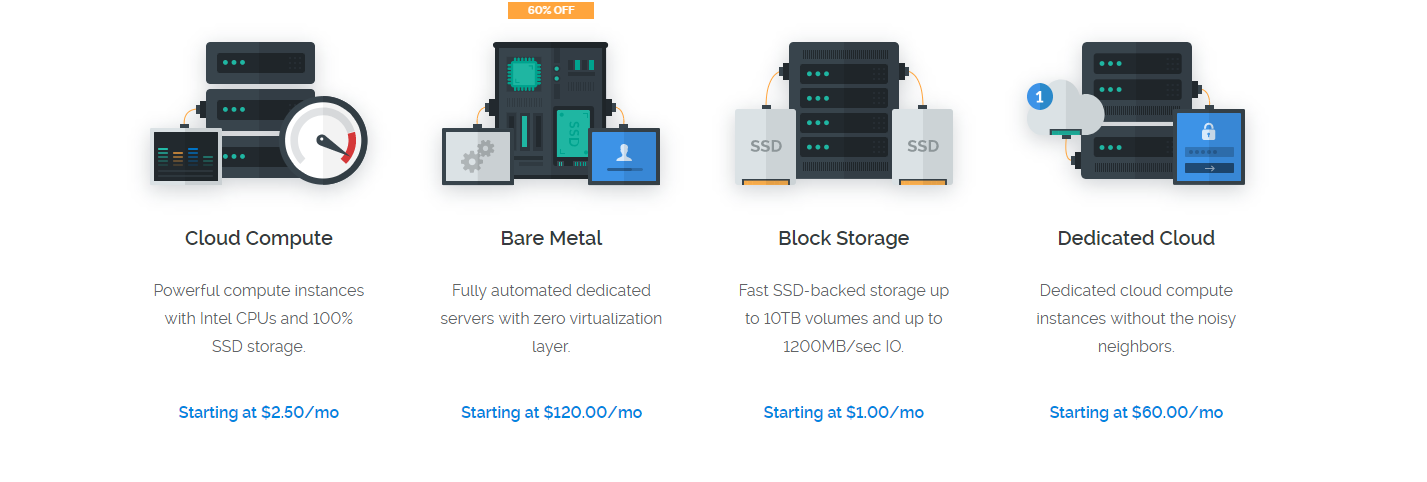 60% OFF
SSD
SSD
SSD
1
Cloud Compute
Powerful compute instances
with Intel CPUs and 100%
SSD storage.
Starting at $2.50/mo
Bare Metal
Fully automated dedicated
servers with zero virtualization
layer.
Starting at $120.00/mo
Block Storage
Fast SSD-backed storage up
to 10TB volumes and up to
1200MB/sec IO.
Starting at $1.00/mo
Dedicated Cloud
Dedicated cloud compute
instances without the noisy
neighbors.
Starting at $60.00/mo